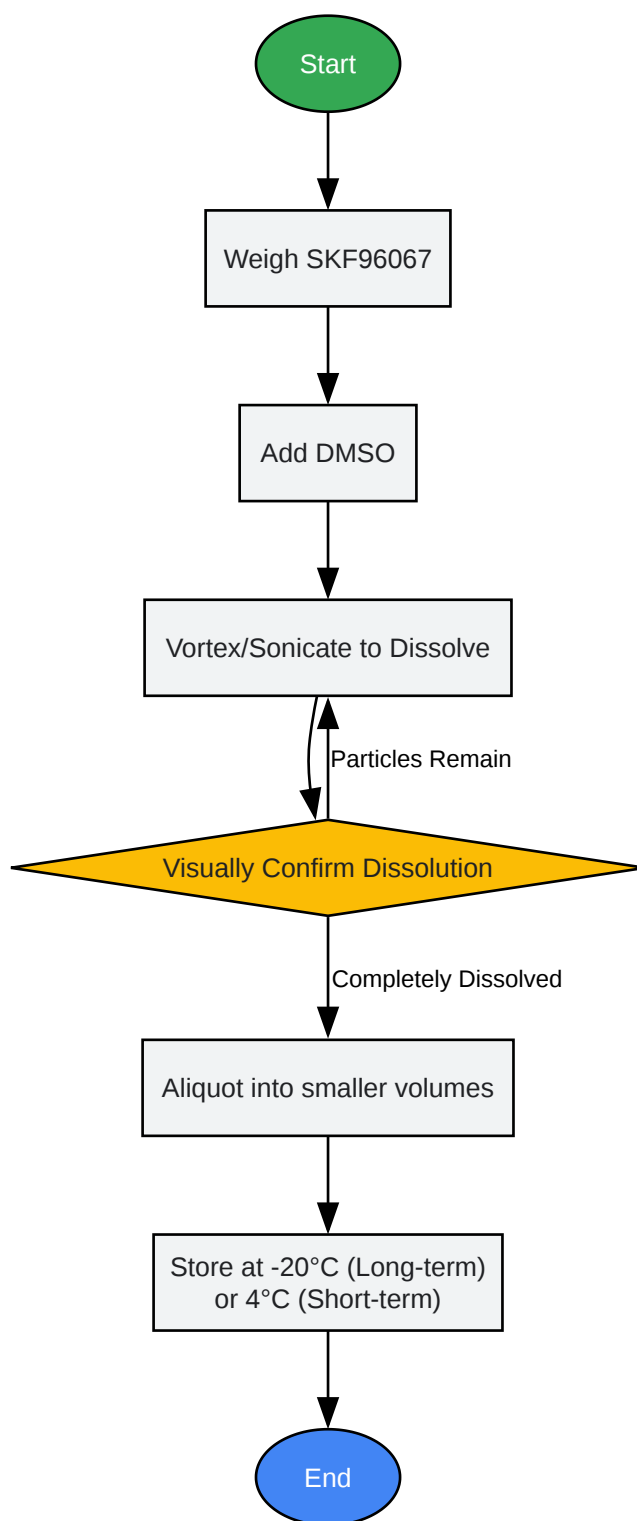 Start
Weigh SKF96067
Add DMSO
Vortex/Sonicate to Dissolve
Particles Remain
Visually Confirm Dissolution
Completely Dissolved
Aliquot into smaller volumes
Store at -20°C (Long-term)
or 4°C (Short-term)
End